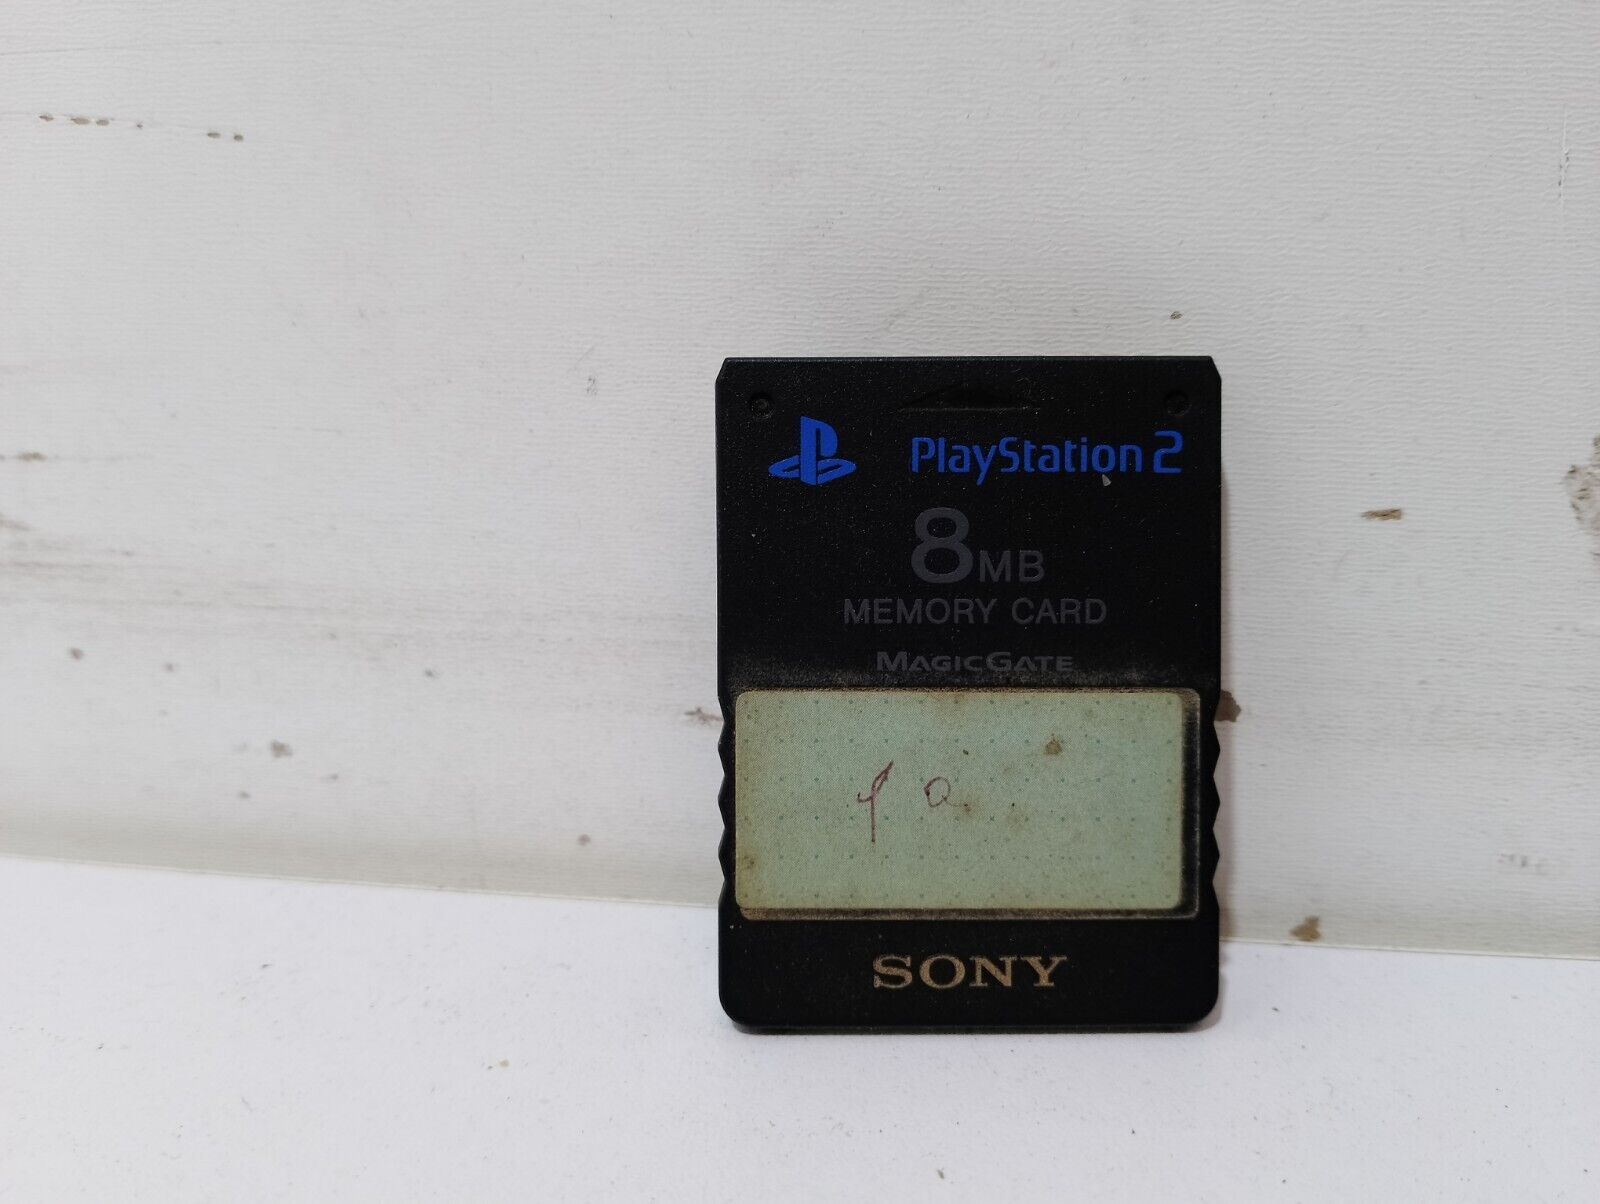 PlayStation 2
8MB
MEMORY CARD
MAGICGATE
SONY